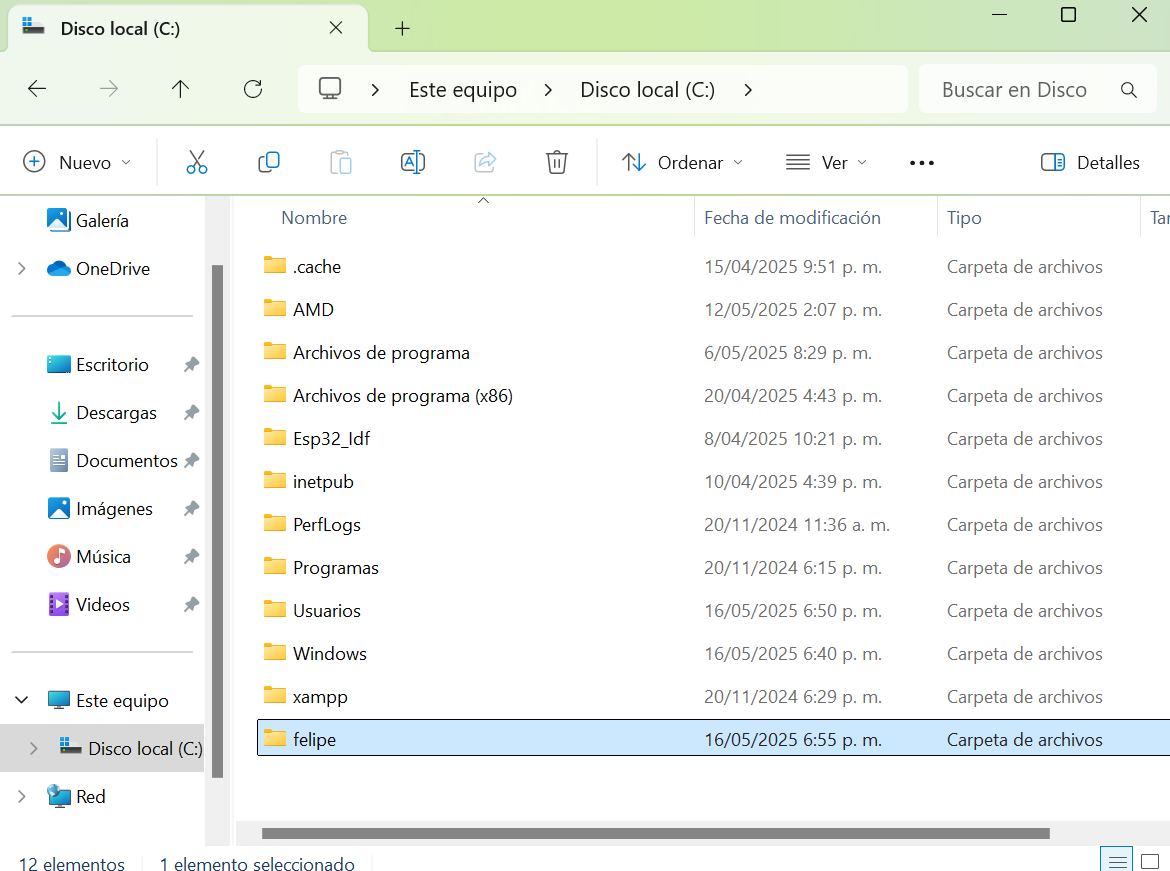 Disco local (C:)
Este equipo Disco local (C:) Buscar en Disco
Nuevo Ordenar Ver Detalles
Galería
OneDrive
Escritorio
Descargas
Documentos
Imágenes
Música
Videos
Este equipo
Disco local (C:)
Red
Nombre Fecha de modificación Tipo
.cache 15/04/2025 9:51 p. m. Carpeta de archivos
AMD 12/05/2025 2:07 p. m. Carpeta de archivos
Archivos de programa 6/05/2025 8:29 p. m. Carpeta de archivos
Archivos de programa (x86) 20/04/2025 4:43 p. m. Carpeta de archivos
Esp32_Idf 8/04/2025 10:21 p. m. Carpeta de archivos
inetpub 10/04/2025 4:39 p. m. Carpeta de archivos
PerfLogs 20/11/2024 11:36 a. m. Carpeta de archivos
Programas 20/11/2024 6:15 p. m. Carpeta de archivos
Usuarios 16/05/2025 6:50 p. m. Carpeta de archivos
Windows 16/05/2025 6:40 p. m. Carpeta de archivos
xampp 20/11/2024 6:29 p. m. Carpeta de archivos
felipe 16/05/2025 6:55 p. m. Carpeta de archivos
12 elementos 1 elemento seleccionado